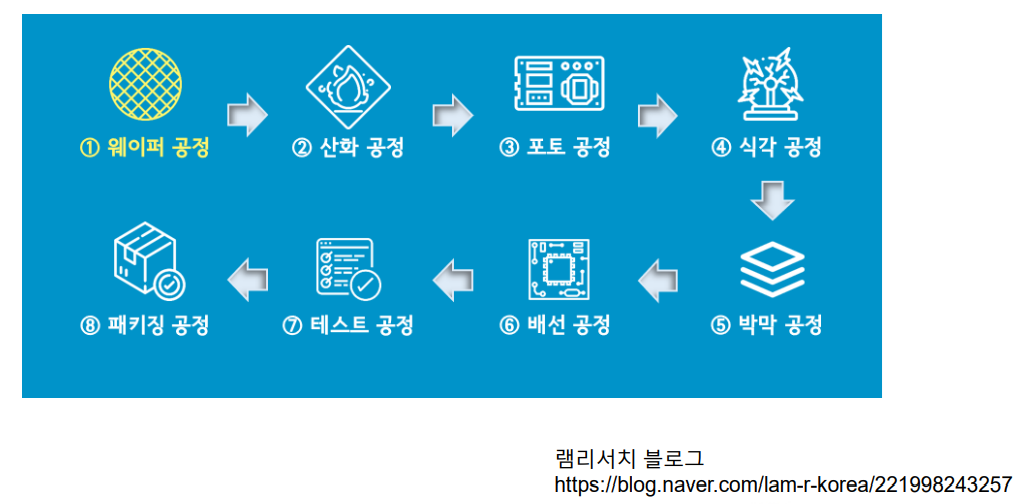 ① 웨이퍼 공정
② 산화 공정
③ 포토 공정
④ 식각 공정
⑧ 패키징 공정
⑦ 테스트 공정
⑥ 배선 공정
⑤ 박막 공정
램리서치 블로그
https://blog.naver.com/lam-r-korea/221998243257